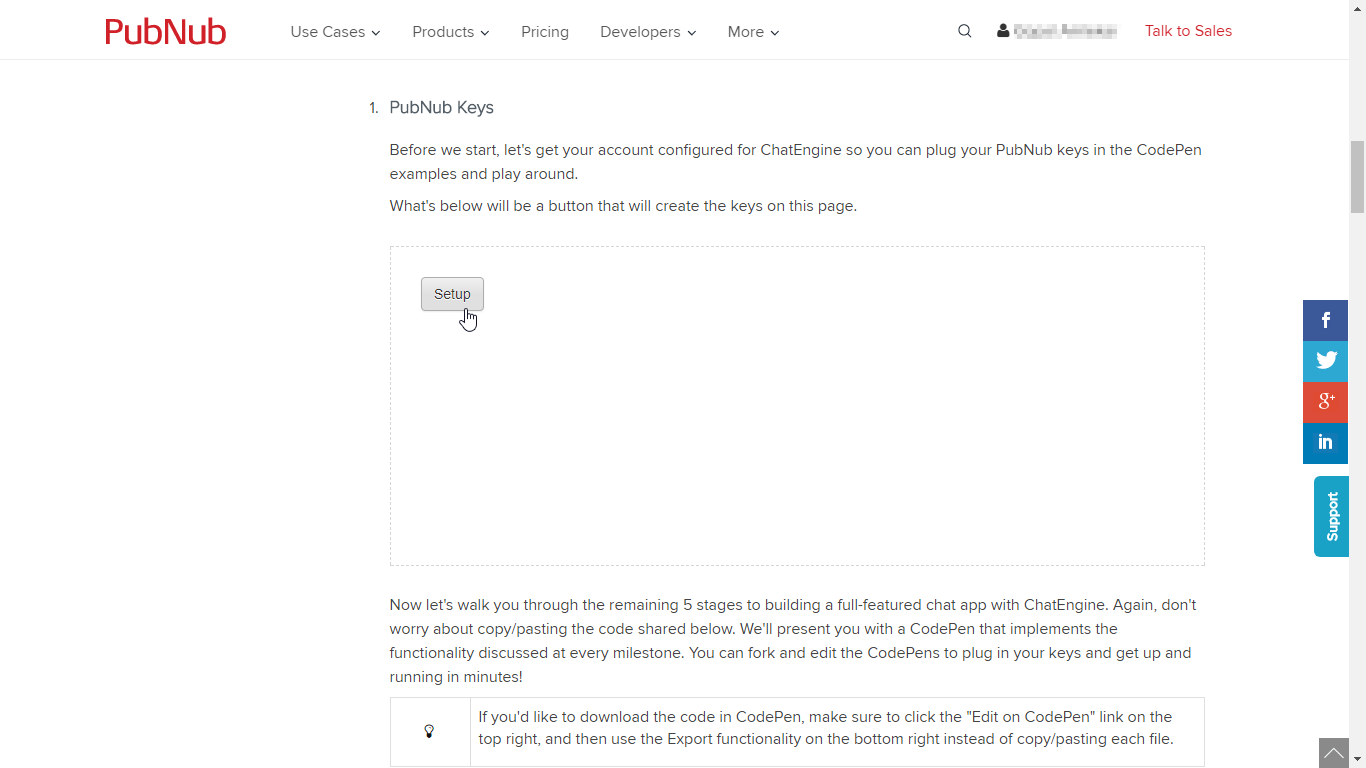 PubNub
Use Cases
Products
Pricing
Developers
More
Talk to Sales
1. PubNub Keys
Before we start, let's get your account configured for ChatEngine so you can plug your PubNub keys in the CodePen
examples and play around.
What's below will be a button that will create the keys on this page.
Setup
f
g+
in
Support
Now let's walk you through the remaining 5 stages to building a full-featured chat app with ChatEngine. Again, don't
worry about copy/pasting the code shared below. We'll present you with a CodePen that implements the
functionality discussed at every milestone. You can fork and edit the CodePens to plug in your keys and get up and
running in minutes!
If you'd like to download the code in CodePen, make sure to click the "Edit on CodePen" link on the
top right, and then use the Export functionality on the bottom right instead of copy/pasting each file.